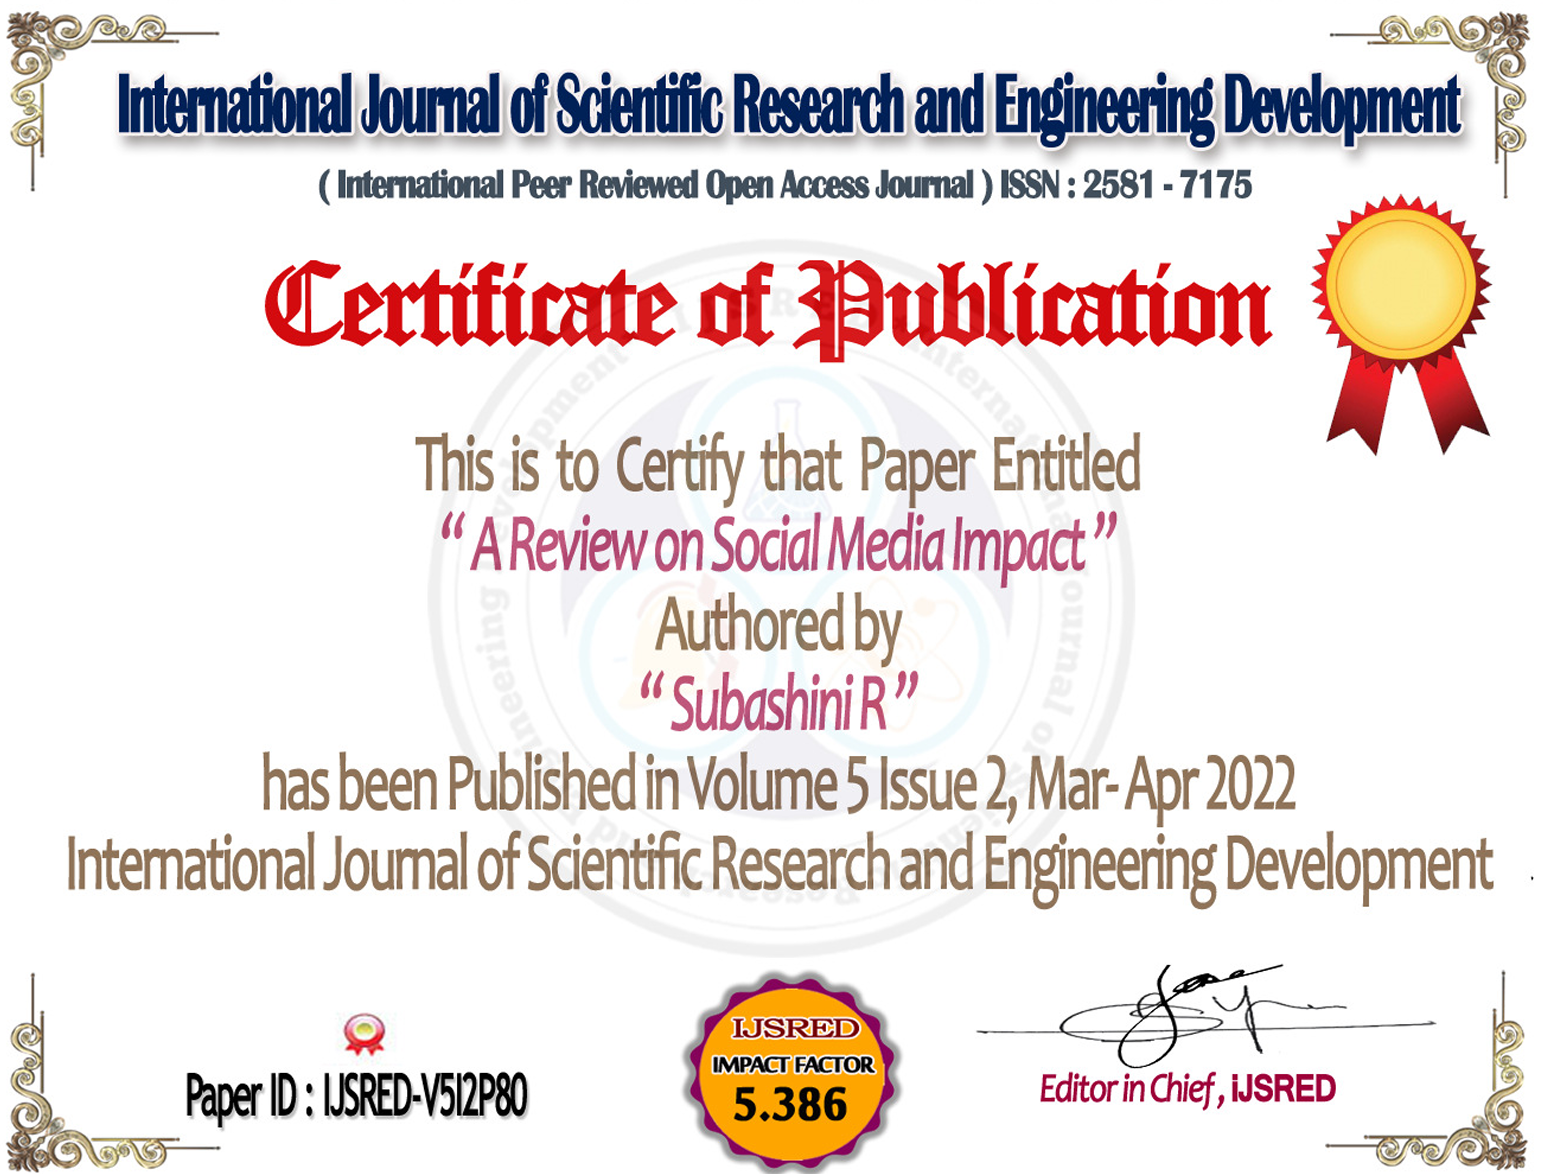 International Journal of Scientific Research and Engineering Development
( International Peer Reviewed Open Access Journal ) ISSN : 2581 - 7175
Certificate of Publication
This is to Certify that Paper Entitled
“ A Review on Social Media Impact ”
Authored by
“ Subashini R ”
has been Published in Volume 5 Issue 2, Mar- Apr 2022
International Journal of Scientific Research and Engineering Development .
Paper ID : IJSRED-V5I2P80
IJSRED
IMPACT FACTOR
5.386
Editor in Chief , IJSRED